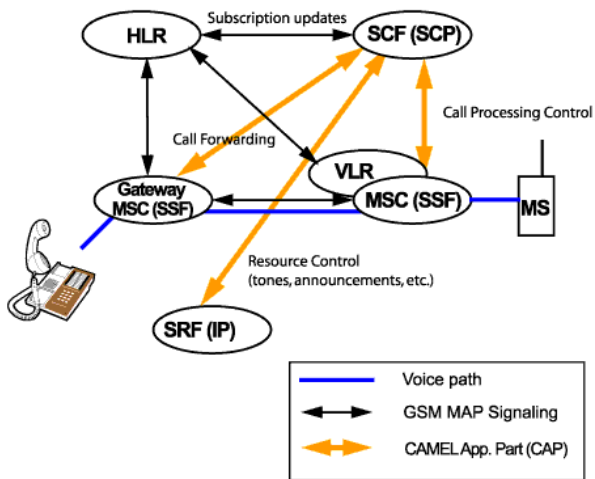 Subscription updates
HLR
SCF (SCP)
Call Processing Control
Call Forwarding
VLR
Gateway
MSC (SSF)
MSC (SSF)
MS
Resource Control
(tones, announcements, etc.)
SRF (IP)
Voice path
GSM MAP Signaling
CAMEL App. Part (CAP)